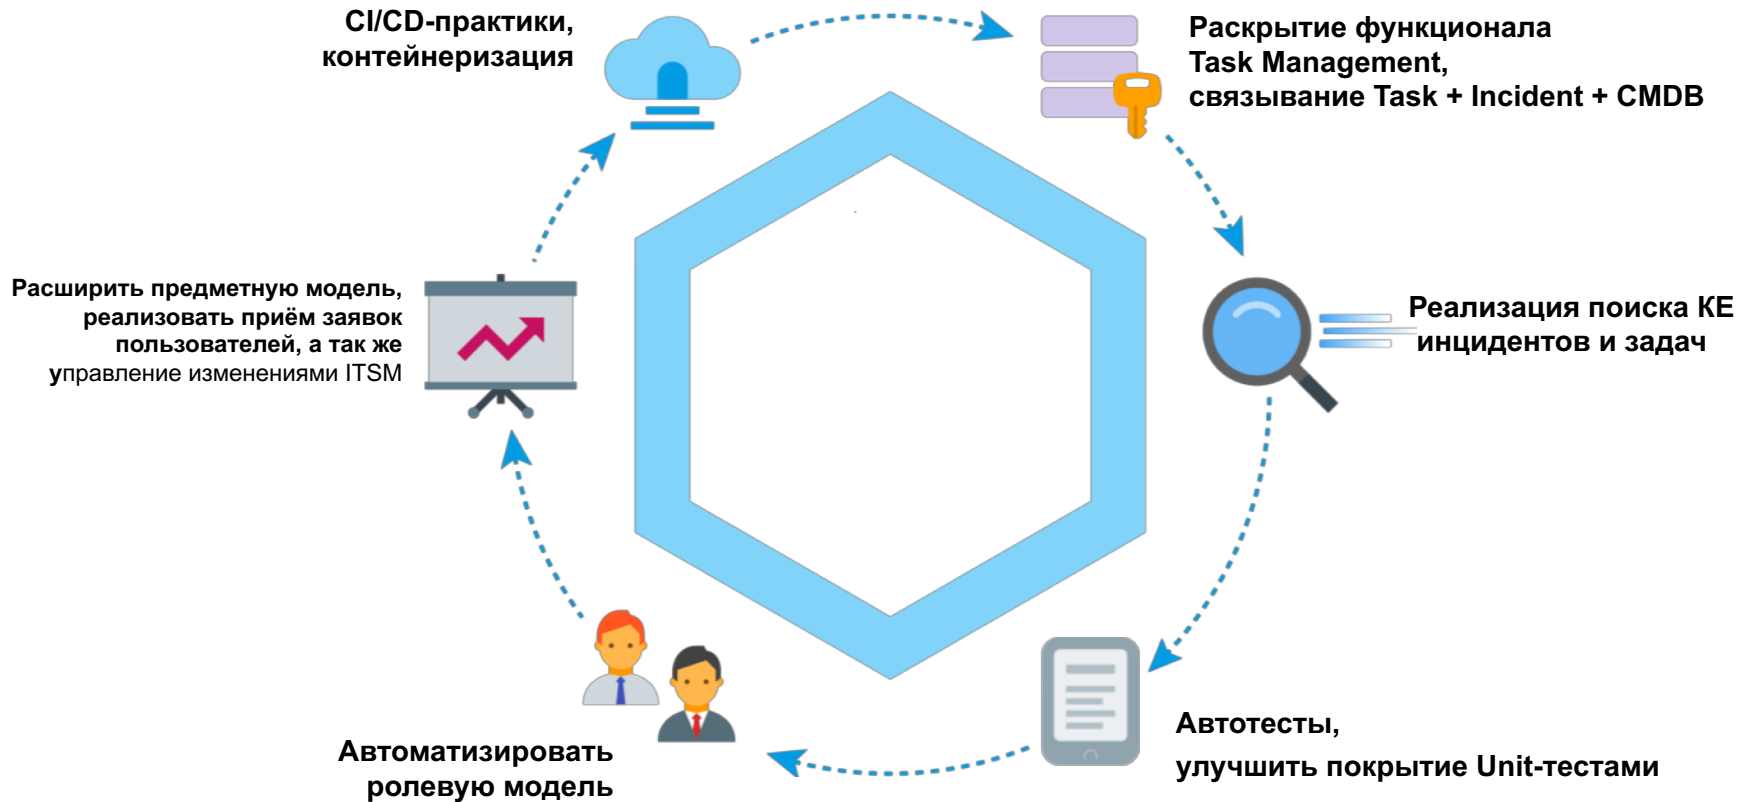 CI/CD-практики,
контейнеризация
Раскрытие функционала
Task Management,
связывание Task + Incident + CMDB
Расширить предметную модель,
реализовать приём заявок
пользователей, а так же
управление изменениями ITSM
Реализация поиска КЕ
инцидентов и задач
Автоматизировать
ролевую модель
Автотесты,
улучшить покрытие Unit-тестами